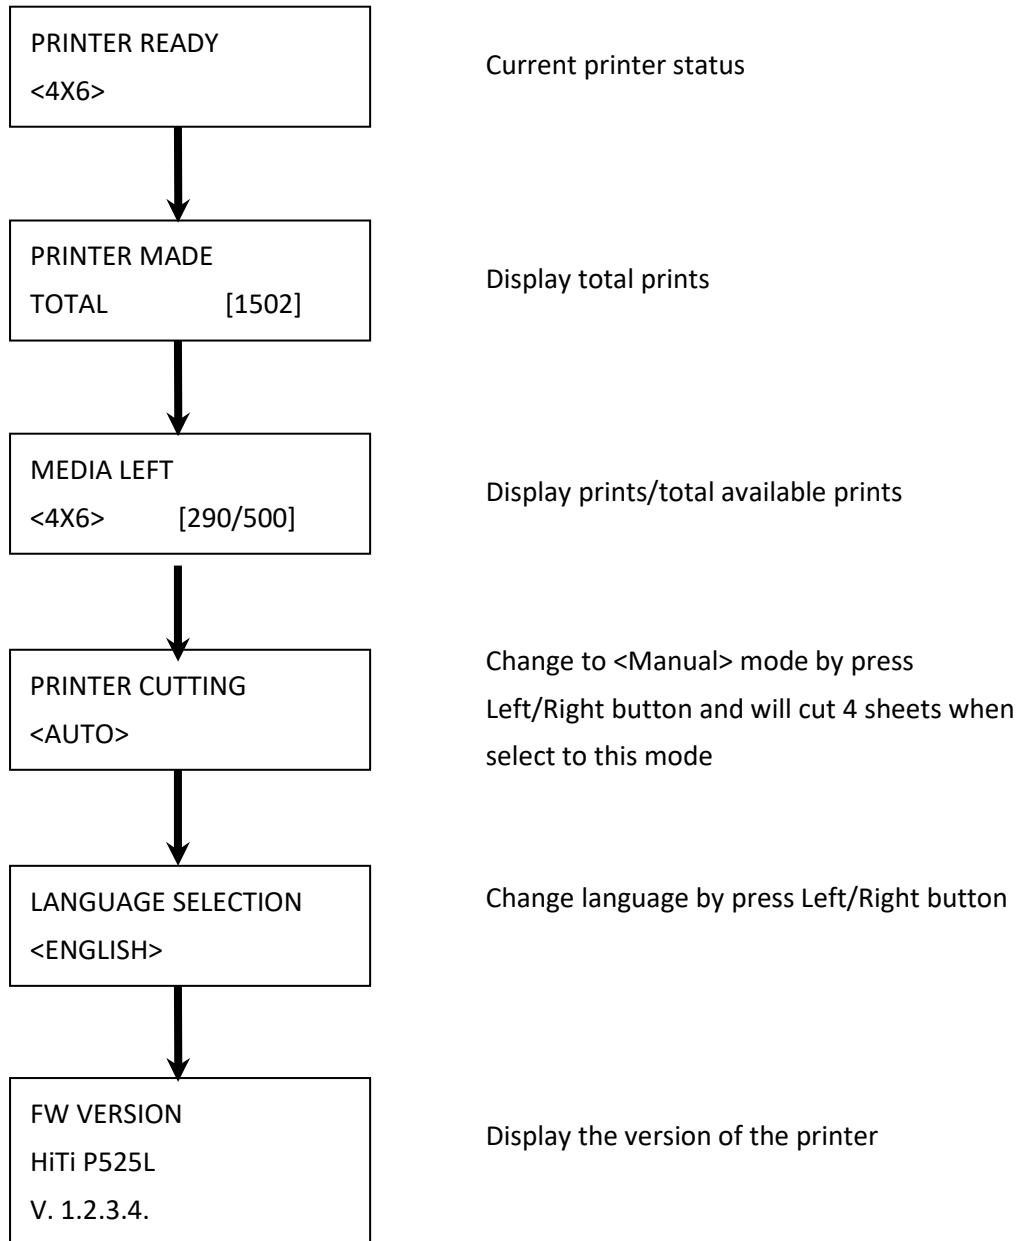 PRINTER READY
<4X6>
Current printer status
PRINTER MADE
TOTAL [1502]
Display total prints
MEDIA LEFT
<4X6> [290/500]
Display prints/total available prints
PRINTER CUTTING
<AUTO>
Change to <Manual> mode by press
Left/Right button and will cut 4 sheets when
select to this mode
LANGUAGE SELECTION
<ENGLISH>
Change language by press Left/Right button
FW VERSION
HiTi P525L
V. 1.2.3.4.
Display the version of the printer